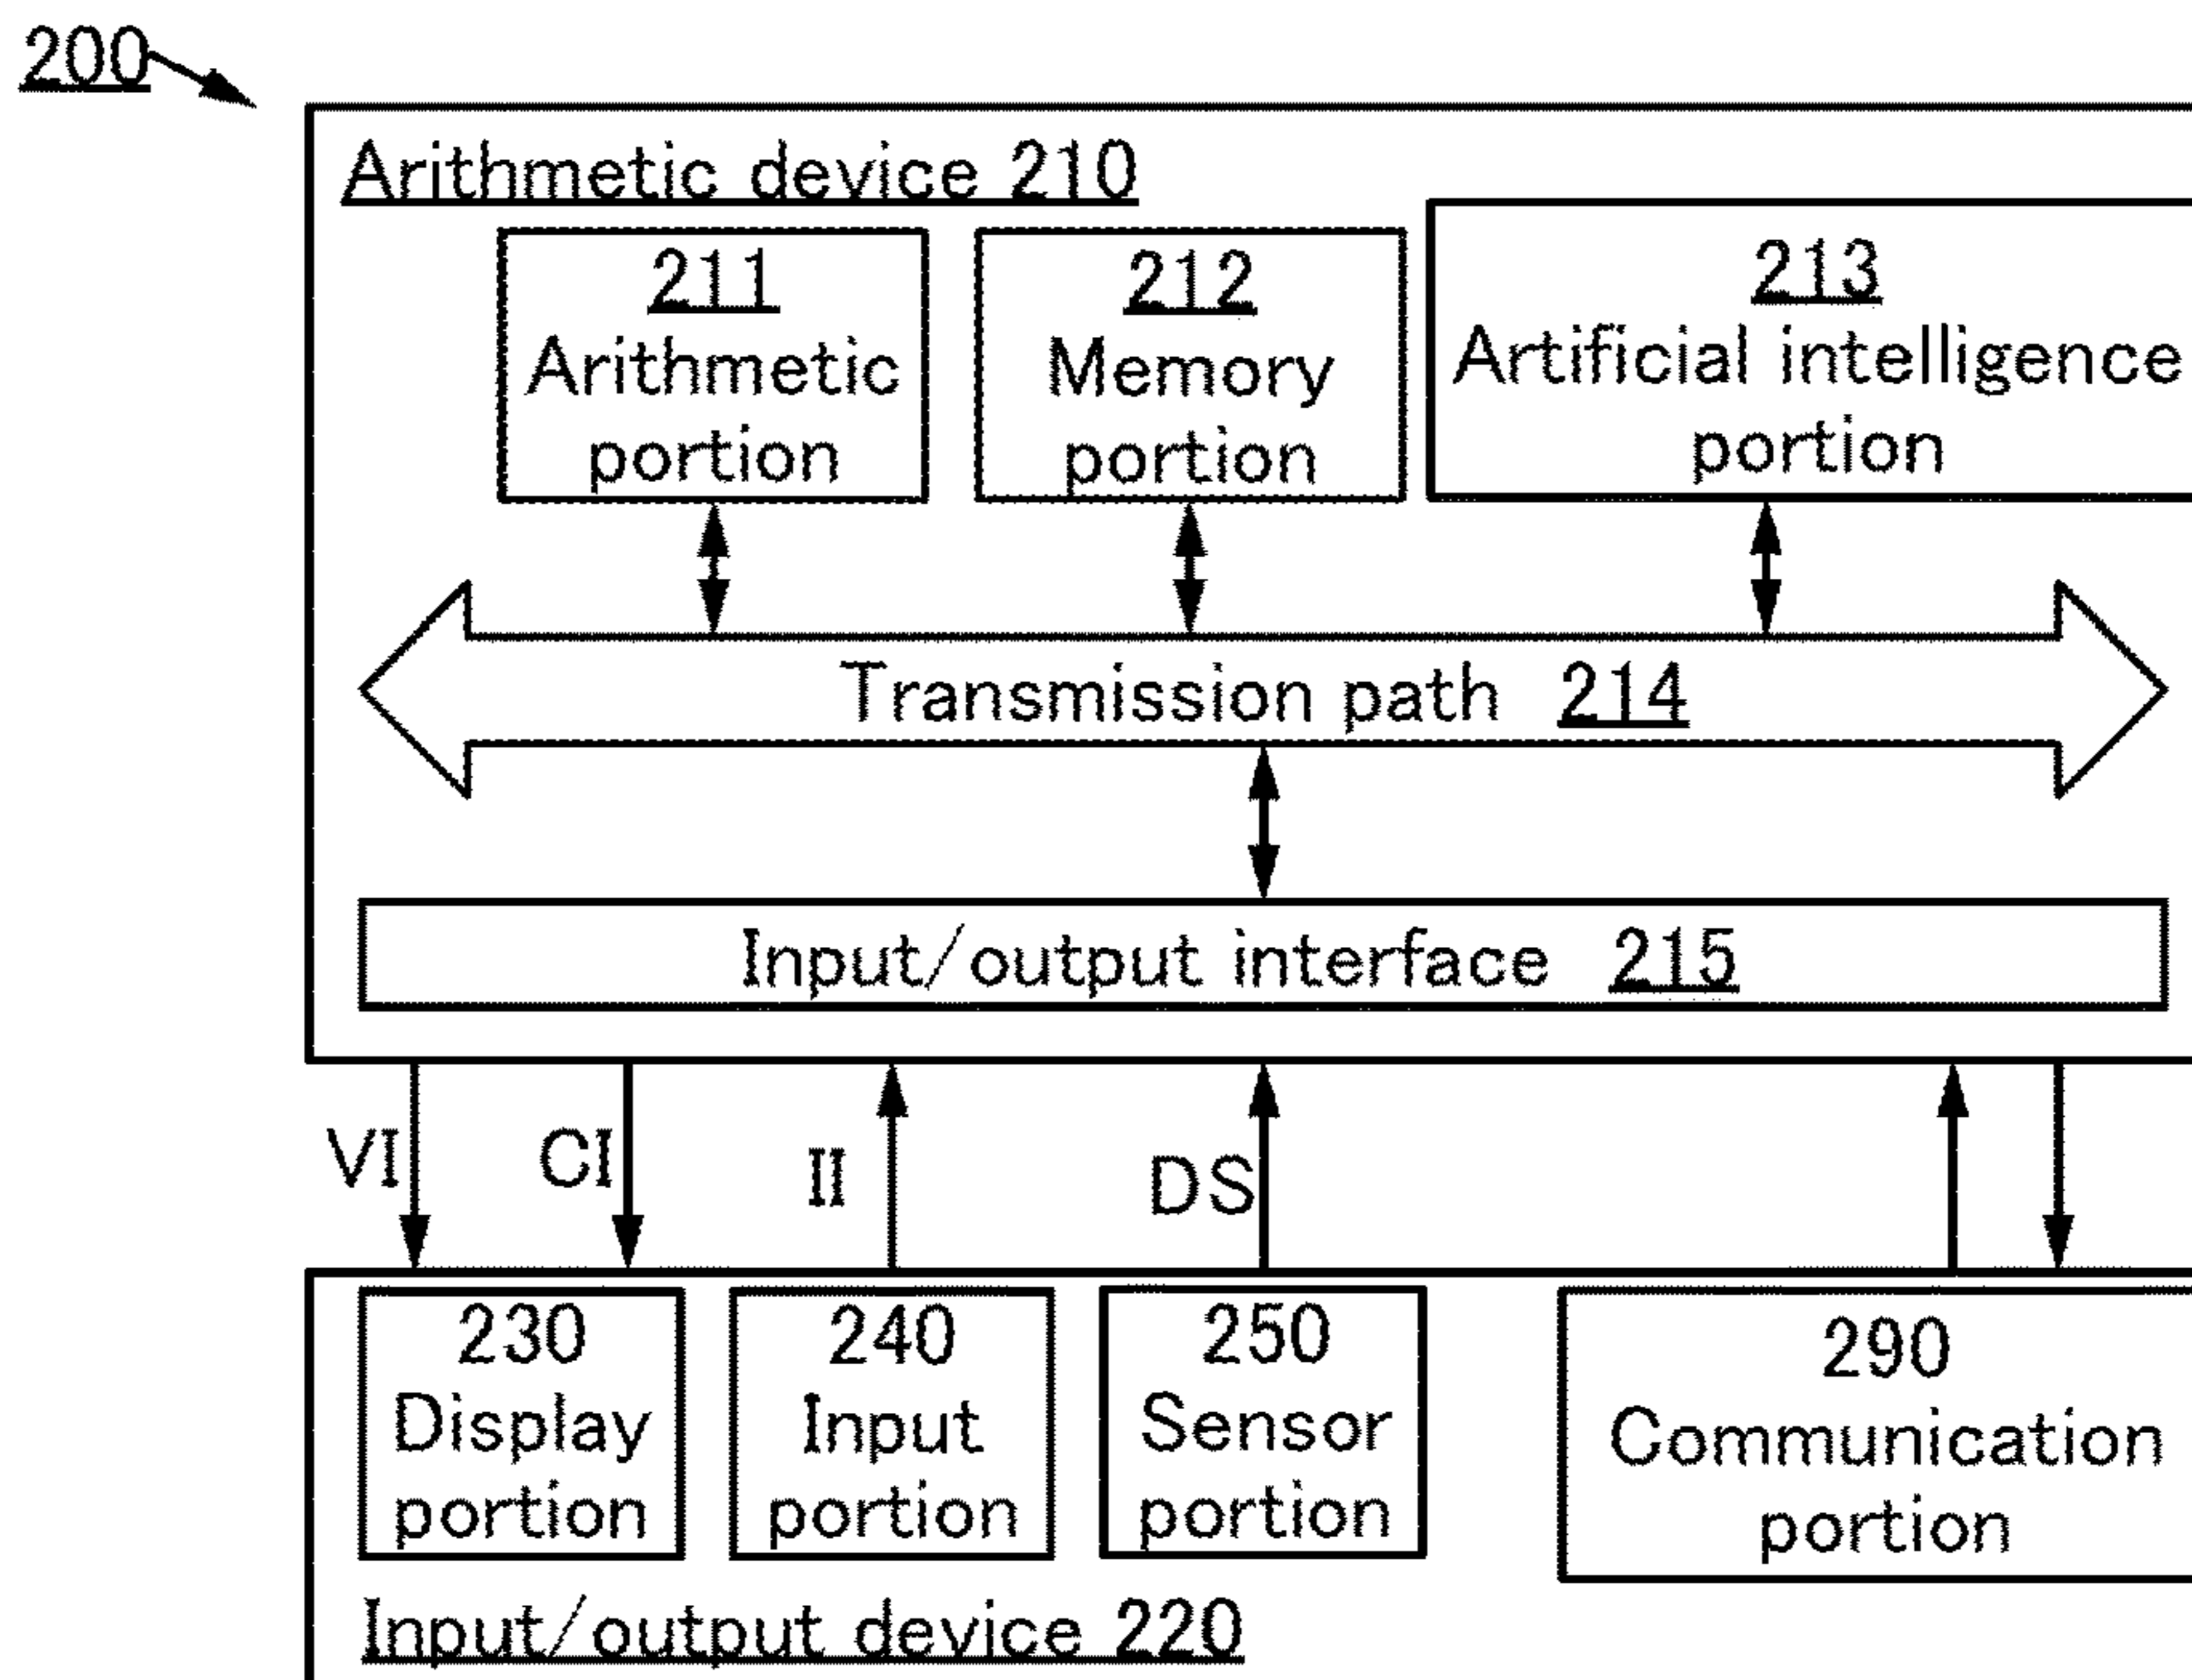 200
Arithmetic device 210
211
Arithmetic
portion
212
Memory
portion
213
Artificial intelligence
portion
Transmission path 214
Input/output interface 215
VI
CI
II
DS
230
Display
portion
240
Input
portion
250
Sensor
portion
290
Communication
portion
Input/output device 220